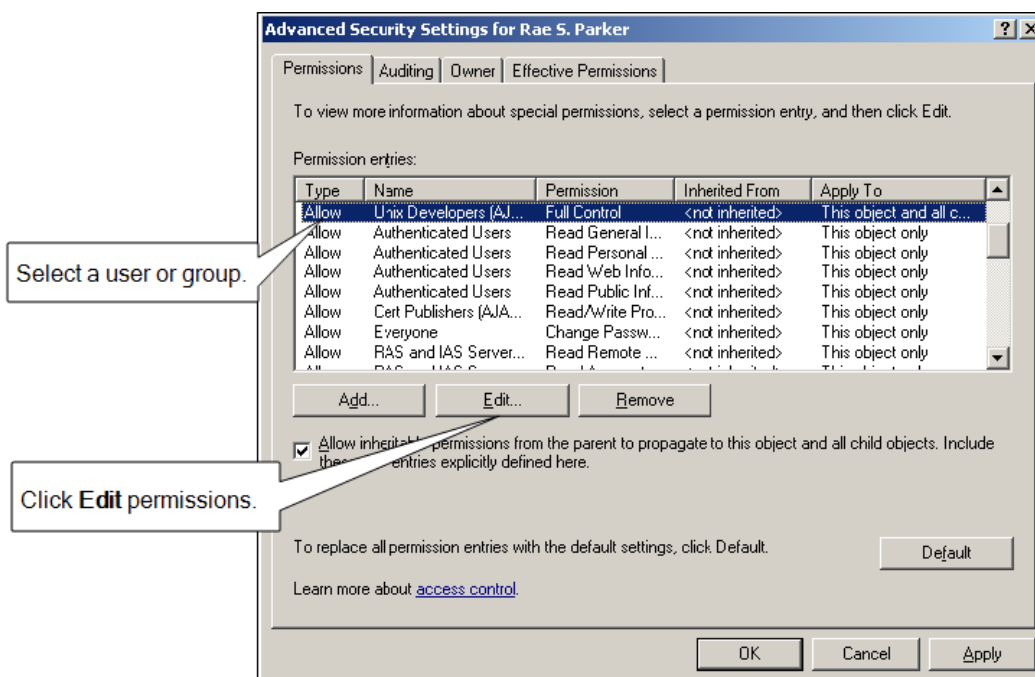 Advanced Security Settings for Rae S. Parker
Permissions Auditing Owner Effective Permissions
To view more information about special permissions, select a permission entry, and then click Edit.
Permission entries:
Type Name Permission Inherited From Apply To
Allow Unix Developers (AJ... Full Control <not inherited> This object and all c...
Allow Authenticated Users Read General I... <not inherited> This object only
Allow Authenticated Users Read Personal ... <not inherited> This object only
Select a user or group.
Allow Authenticated Users Read Web Info... <not inherited> This object only
Allow Authenticated Users Read Public Inf... <not inherited> This object only
Allow Cert Publishers (AJA... Read/Write Pro... <not inherited> This object only
Allow Everyone Change Passw... <not inherited> This object only
Allow RAS and IAS Server... Read Remote ... <not inherited> This object only
Add... Edit... Remove
Allow inheritable permissions from the parent to propagate to this object and all child objects. Include
entries explicitly defined here.
Click Edit permissions.
To replace all permission entries with the default settings, click Default.
Default
Learn more about access control.
OK Cancel Apply